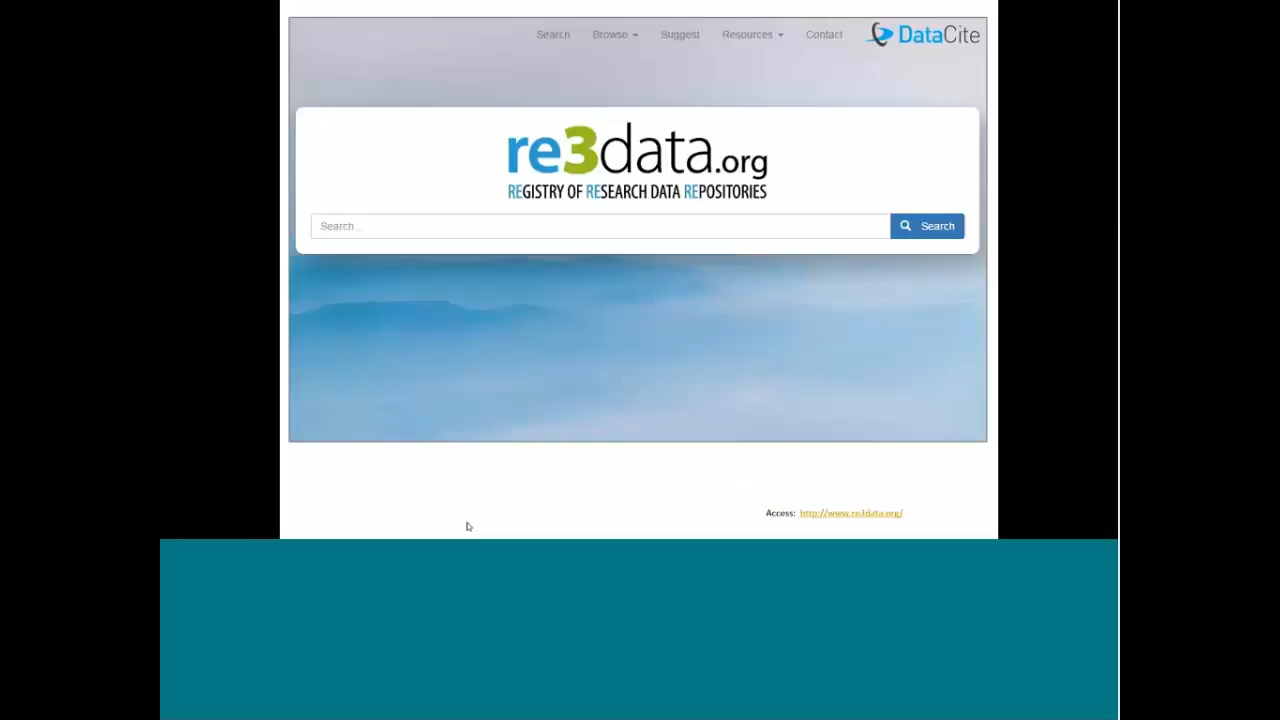 Search Browse Suggest Resources Contact DataCite
re3data.org
REGISTRY OF RESEARCH DATA REPOSITORIES
Search... Search
Access: http://www.re3data.org/